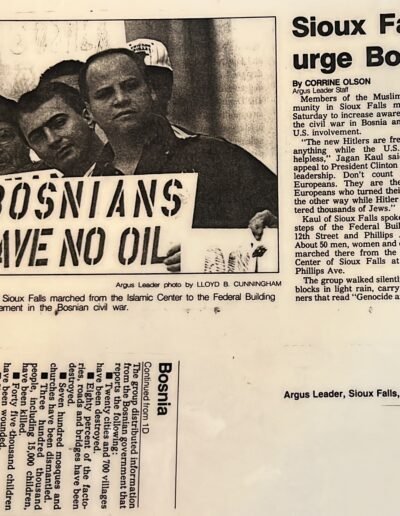 BOSNIANS
AVE NO OIL
Argus Leader photo by LLOYD B. CUNNINGHAM
Sioux Falls marched from the Islamic Center to the Federal Building
ement in the Bosnian civil war.
Sioux Fa
urge Bo
By CORRINE OLSON
Argus Leader Staff
Members of the Muslim
munity in Sioux Falls m
Saturday to increase awaren
the civil war in Bosnia an
U.S. involvement.
"The new Hitlers are fre
anything while the U.S.
helpless," Jagan Kaul sai
appeal to President Clinton
leadership. Don't count
Europeans. They are the
Europeans who turned thei
the other way while Hitler
tered thousands of Jews."
Kaul of Sioux Falls spoke
steps of the Federal Buil
12th Street and Phillips
About 50 men, women and c
marched there from the
Center of Sioux Falls at
Phillips Ave.
The group walked silentl
blocks in light rain, carry
ners that read "Genocide a
Bosnia
Continued from 1D
The group distributed information
from the Bosnian government that
reports the following:
■ Twenty cities and 700 villages
have been destroyed.
■ Eighty percent of the facto-
ries, roads and bridges have been
destroyed.
■ Seven hundred mosques and
churches have been dismantled.
■ Three hundred thousand
people, including 15,000 children,
have been killed.
■ Forty five thousand children
have been wounded.
Argus Leader, Sioux Falls,